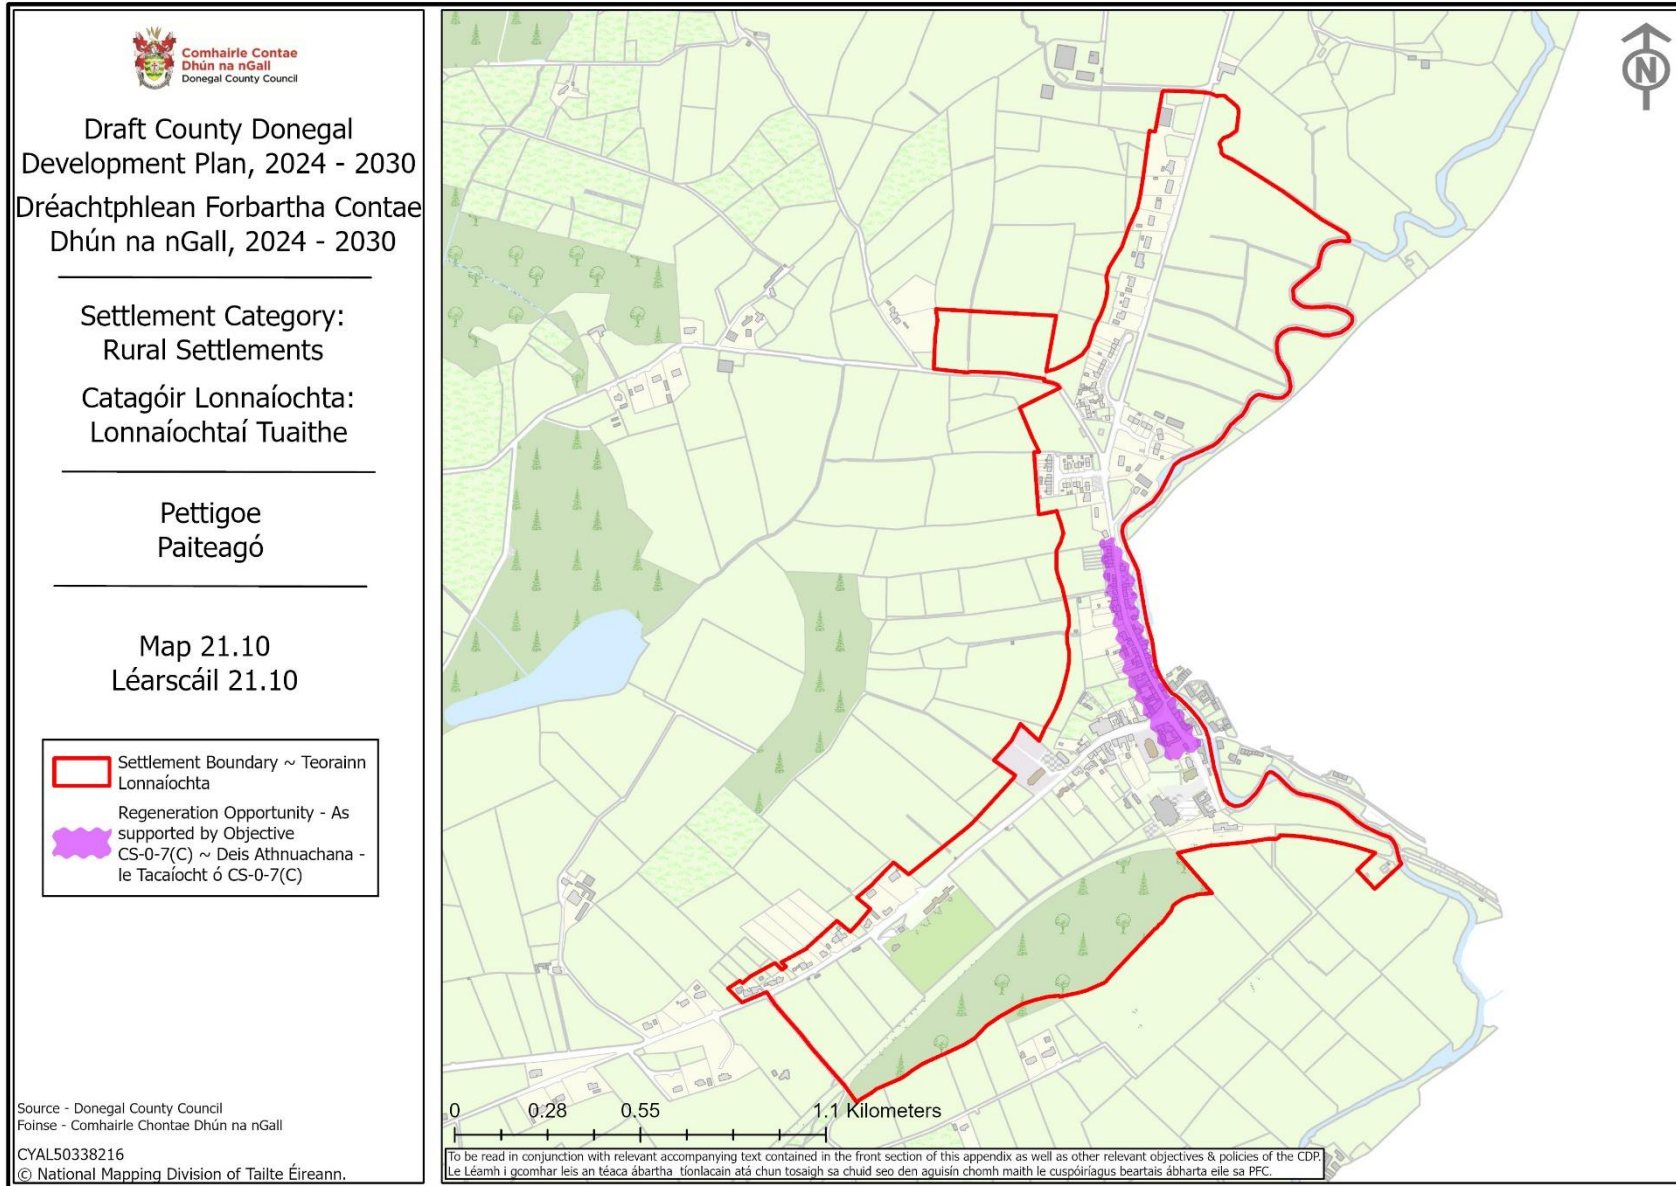 Comhairle Contae
Dhún na nGall
Donegal County Council
Draft County Donegal
Development Plan, 2024 - 2030
Dréachtphlean Forbartha Contae
Dhún na nGall, 2024 - 2030
Settlement Category:
Rural Settlements
Catagóir Lonnaíochta:
Lonnaíochtaí Tuaithe
Pettigoe
Paiteagó
Map 21.10
Léarscáil 21.10
Settlement Boundary ~ Teorainn
Lonnaíochta
Regeneration Opportunity - As
supported by Objective
CS-0-7(C) ~ Deis Athnuachana -
le Tacaíocht ó CS-0-7(C)
Source - Donegal County Council
Foinse - Comhairle Chontae Dhún na nGall
CYAL50338216
© National Mapping Division of Tailte Éireann.
N
0 0.28 0.55 1.1 Kilometers
To be read in conjunction with relevant accompanying text contained in the front section of this appendix as well as other relevant objectives & policies of the CDP.
Le Léamh i gcomhar leis an téaca ábartha tíonlacain atá chun tosaigh sa chuid seo den aguisín chomh maith le cuspóiríagus beartais ábharta eile sa PFC.